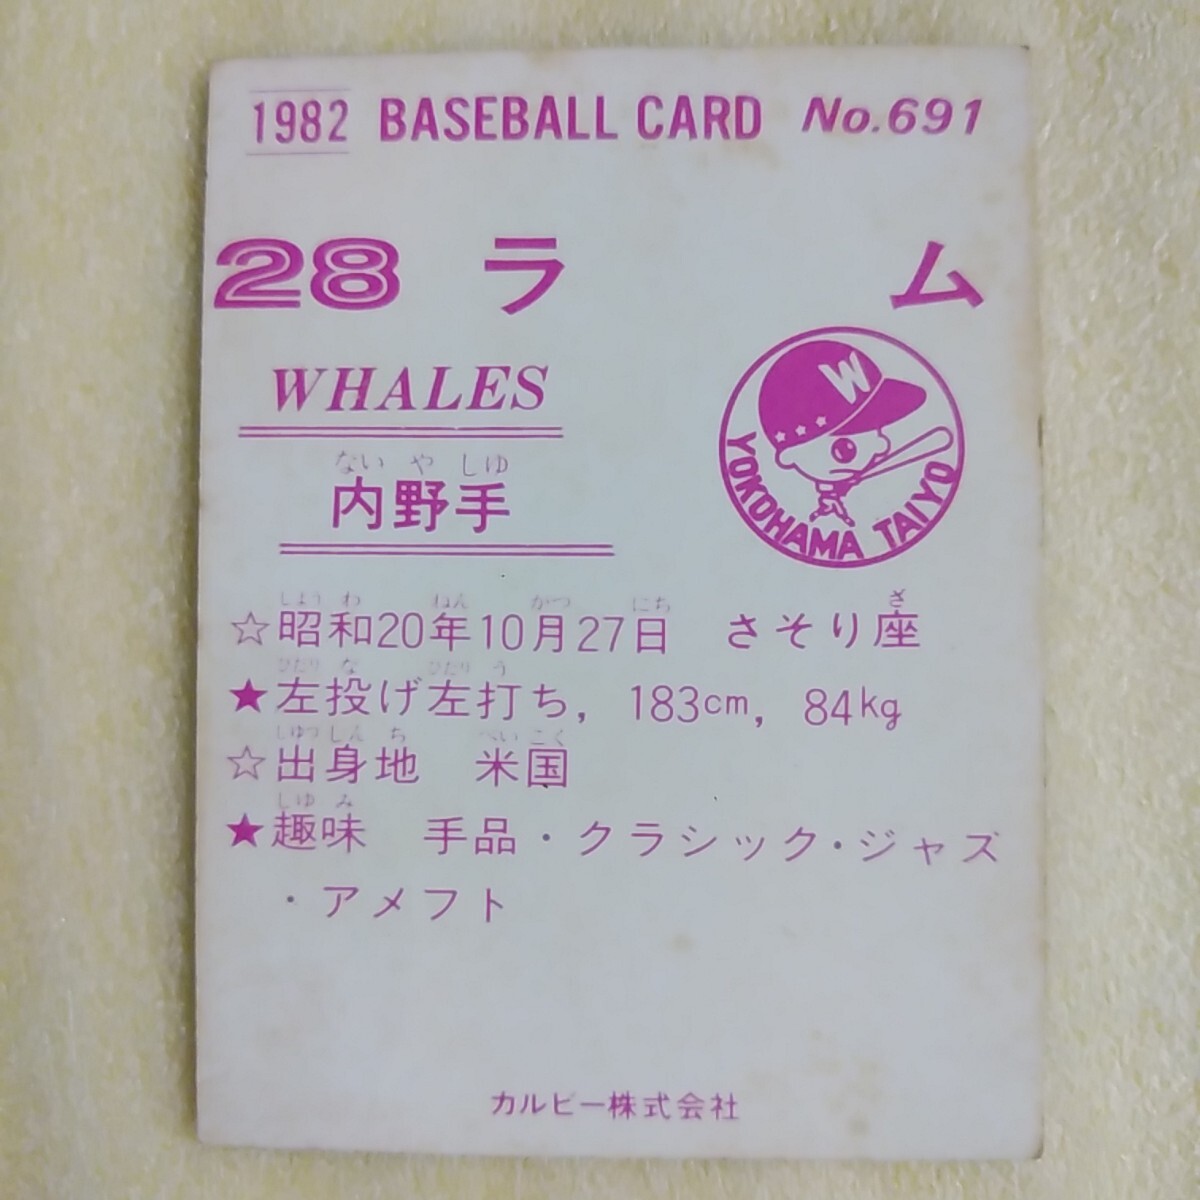 1982 BASEBALL CARD No.691
28 ラ ム
WHALES
W
YOKOHAMA TAIYO
ない や しゆ
内野手
しよう わ ねん がつ にち ざ
☆昭和20年10月27日 さそり座
ひだり な ひだり う
★左投げ左打ち, 183cm, 84kg
しゆつ しん ち べい こく
☆出身地 米国
しゆ み
★趣味 手品・クラシック・ジャズ
・アメフト
カルビー株式会社